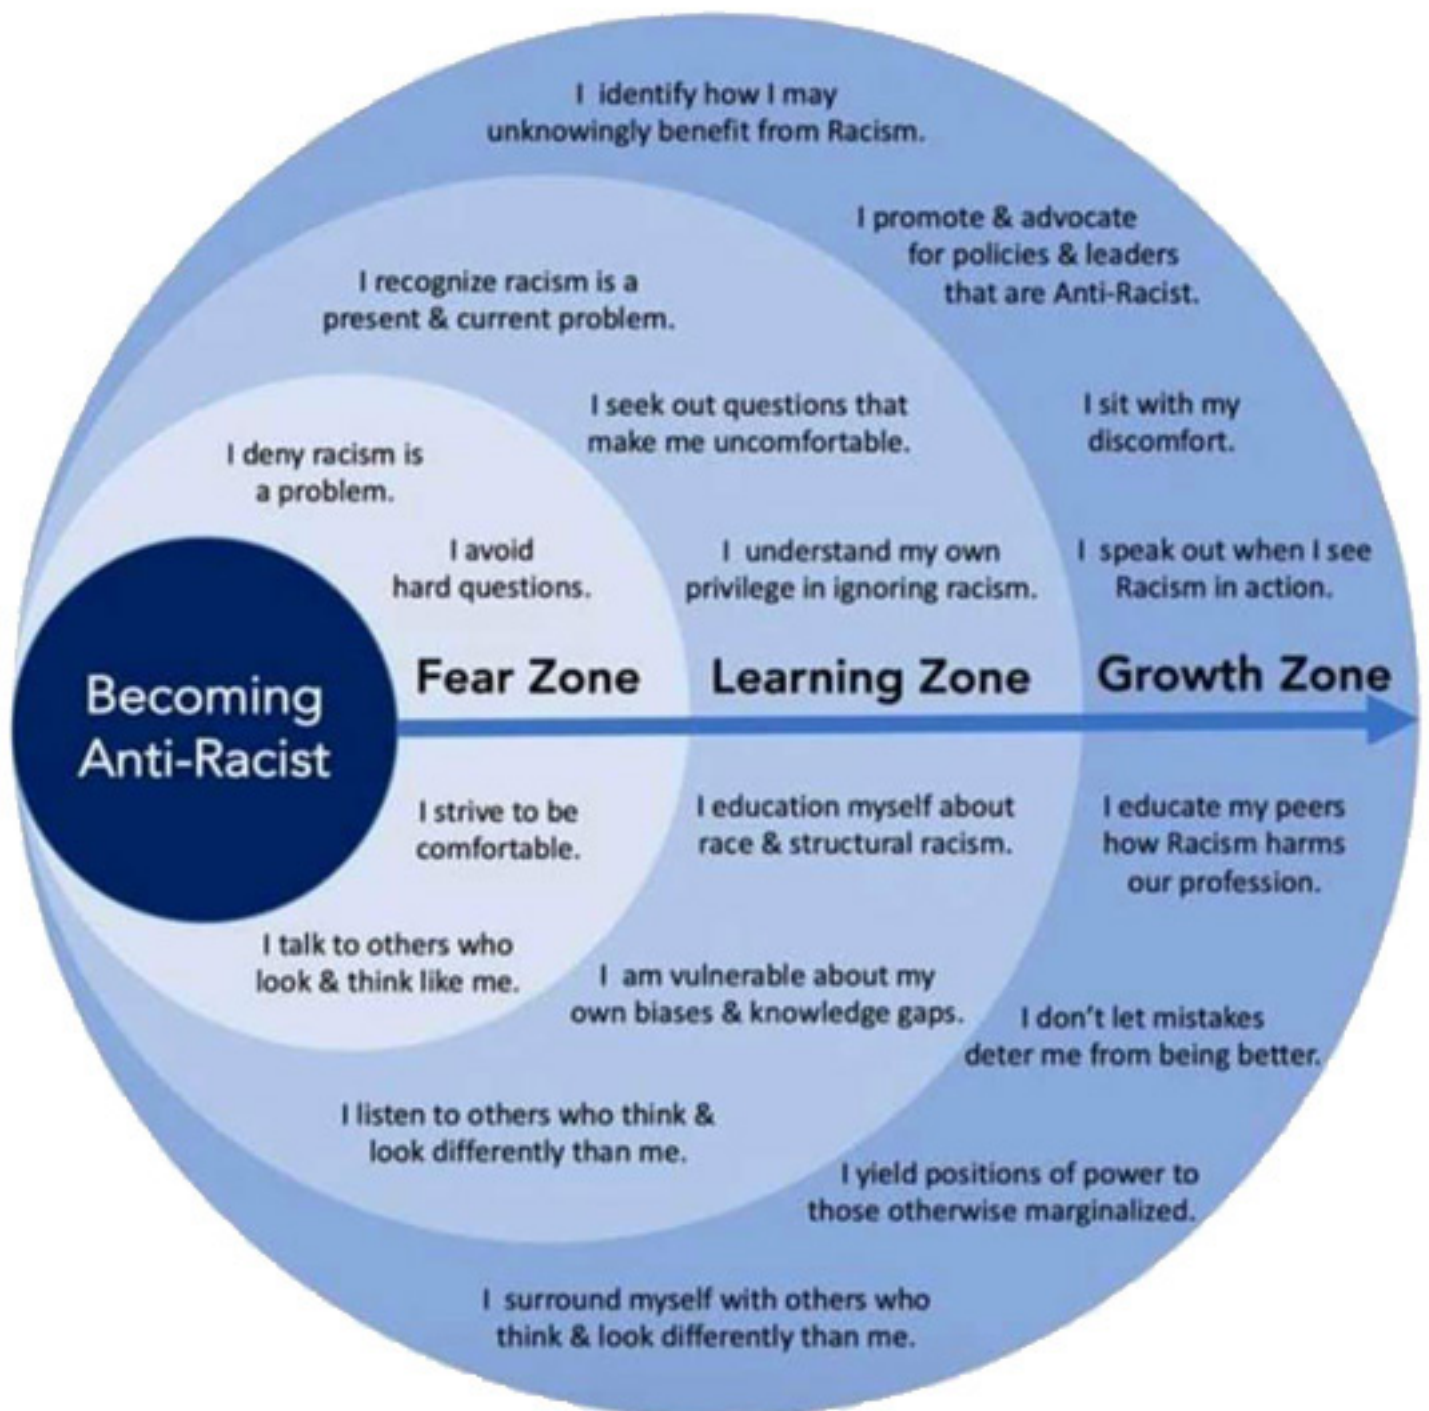 I identify how I may
unknowingly benefit from Racism.
I promote & advocate
for policies & leaders
that are Anti-Racist.
I recognize racism is a
present & current problem.
I seek out questions that
make me uncomfortable.
I sit with my
discomfort.
I deny racism is
a problem.
I avoid
hard questions.
I understand my own
privilege in ignoring racism.
I speak out when I see
Racism in action.
Becoming
Anti-Racist
Fear Zone
Learning Zone
Growth Zone
I strive to be
comfortable.
I education myself about
race & structural racism.
I educate my peers
how Racism harms
our profession.
I talk to others who
look & think like me.
I am vulnerable about my
own biases & knowledge gaps.
I don't let mistakes
deter me from being better.
I listen to others who think &
look differently than me.
I yield positions of power to
those otherwise marginalized.
I surround myself with others who
think & look differently than me.